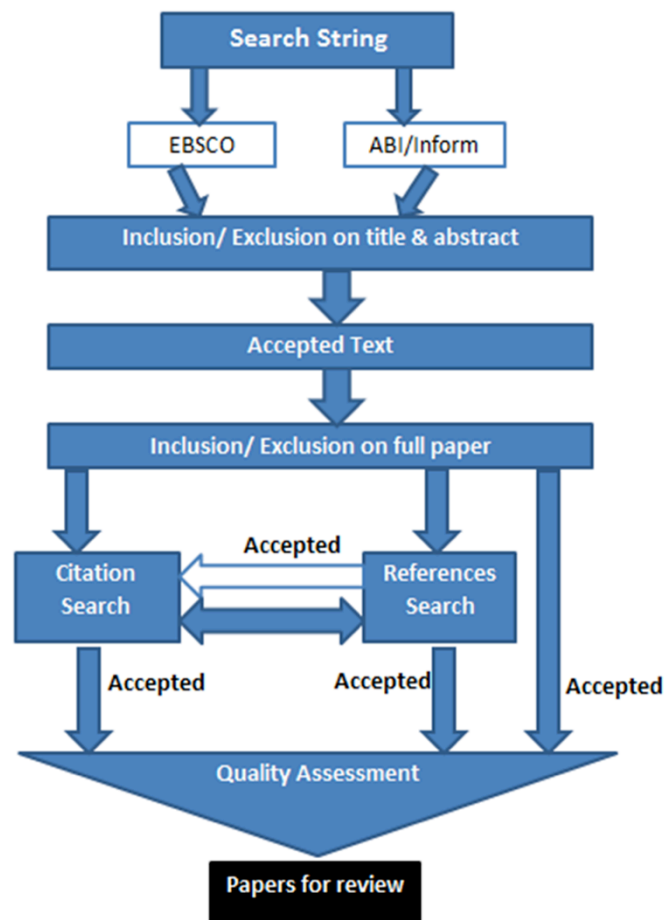 Search String
EBSCO
ABI/Inform
Inclusion/ Exclusion on title & abstract
Accepted Text
Inclusion/ Exclusion on full paper
Accepted
Citation
Search
References
Search
Accepted
Accepted
Accepted
Quality Assessment
Papers for review